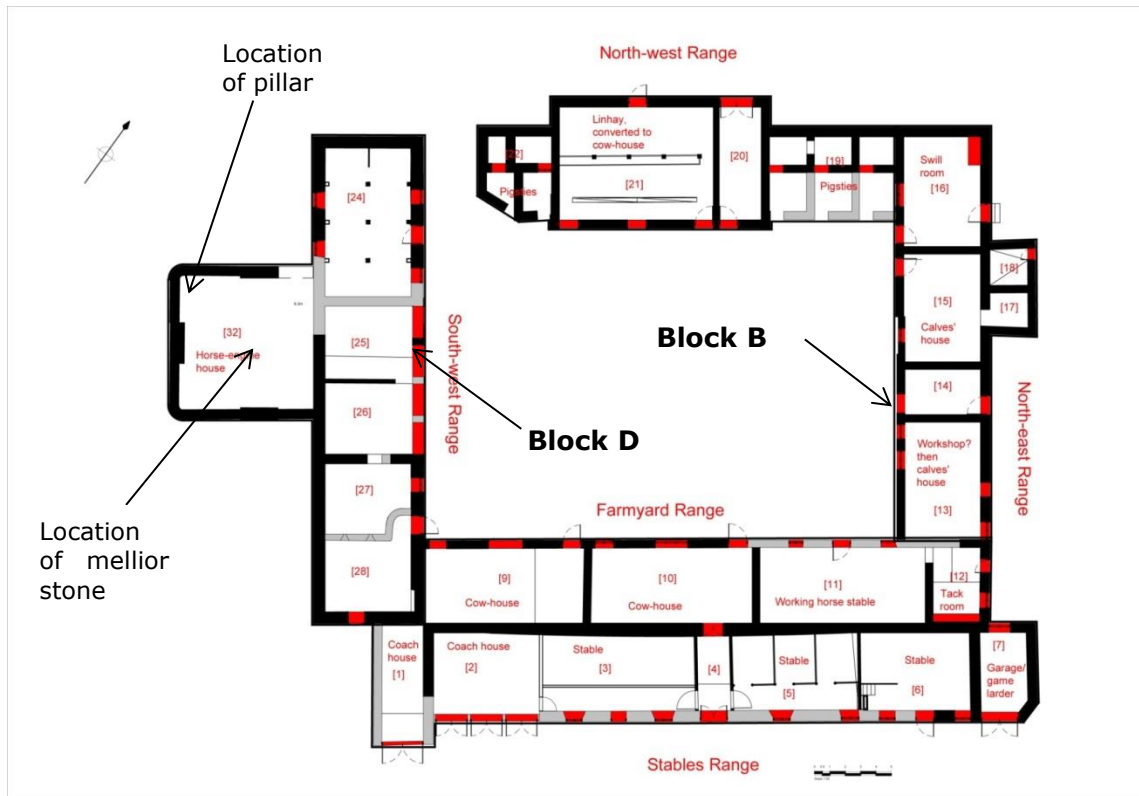 Location
of pillar
North-west Range
Linhay,
converted to
cow-house
[20]
[22]
Pigsties
[21]
[19]
Pigsties
Swill
room
[16]
[24]
[18]
[17]
[15]
Calves'
house
[32]
Horse-engine
house
[25]
South-west Range
Block B
[14]
[26]
Block D
Workshop?
then
calves'
house
[13]
North-east Range
[27]
Farmyard Range
Location
of mellior
stone
[28]
[9]
Cow-house
[10]
Cow-house
[11]
Working horse stable
[12]
Tack
room
Coach
house
[1]
Coach house
[2]
Stable
[3]
[4]
Stable
[5]
Stable
[6]
[7]
Garage/
game
larder
Stables Range